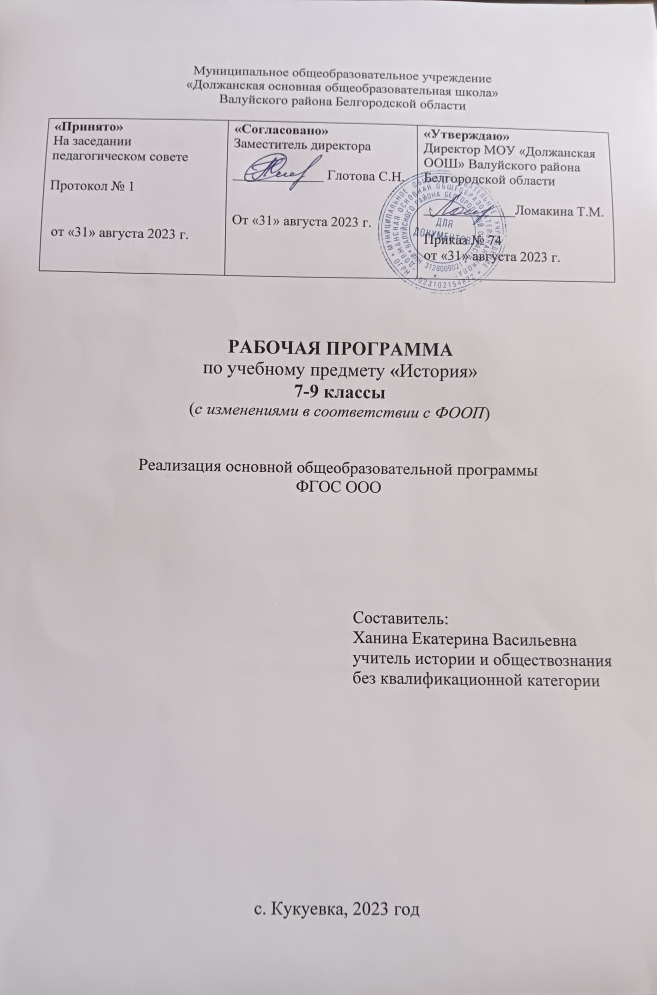 Муниципальное общеобразовательное учреждение
«Должанская основная общеобразовательная школа»
Валуйского района Белгородской области
«Принято»
На заседании
педагогическом совете
Протокол № 1
от «31» августа 2023 г.
«Согласовано»
Заместитель директора
Глотова С.Н.
От «31» августа 2023 г.
«Утверждаю»
Директор МОУ «Должанская
ООШ» Валуйского района
Белгородской области
Ломакина Т.М.
Приказ № 74
от «31» августа 2023 г.
ДЛЯ
ДОКУМЕНТОВ
РАБОЧАЯ ПРОГРАММА
по учебному предмету «История»
7-9 классы
(с изменениями в соответствии с ФООП)
Реализация основной общеобразовательной программы
ФГОС ООО
Составитель:
Ханина Екатерина Васильевна
учитель истории и обществознания
без квалификационной категории
с. Кукуевка, 2023 год